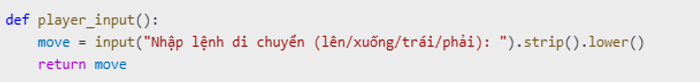 def player_input():
    move = input("Nhập lệnh di chuyển (lên/xuống/trái/phải): ").strip().lower()
    return move